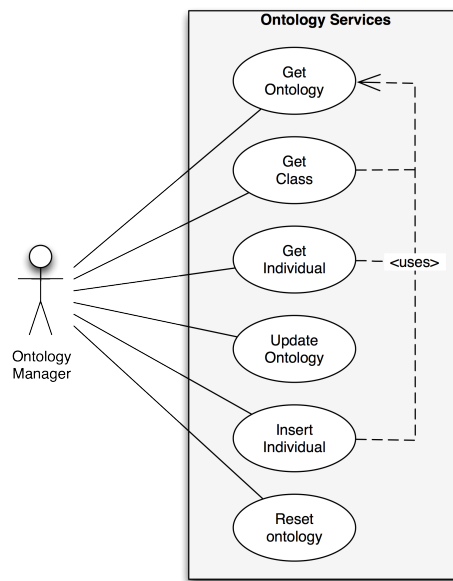 Ontology Services
Get
Ontology
Get
Class
Get
Individual
<uses>
Update
Ontology
Ontology
Manager
Insert
Individual
Reset
ontology